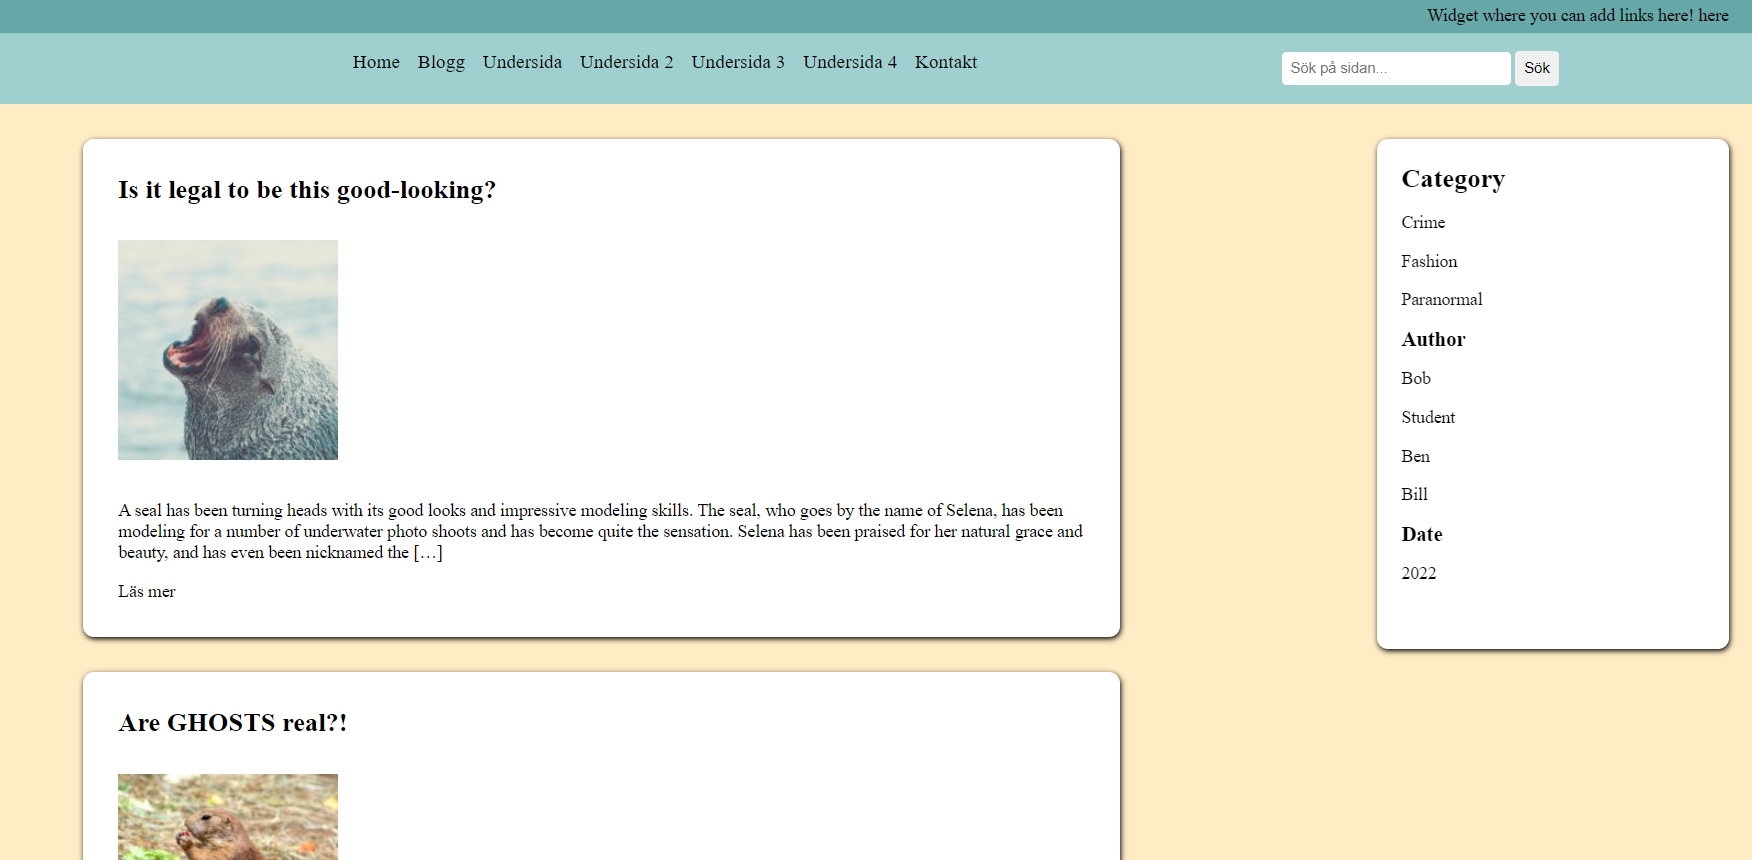 Widget where you can add links here! here
Home Blogg Undersida Undersida 2 Undersida 3 Undersida 4 Kontakt
Sök på sidan... Sök
Is it legal to be this good-looking?
A seal has been turning heads with its good looks and impressive modeling skills. The seal, who goes by the name of Selena, has been
modeling for a number of underwater photo shoots and has become quite the sensation. Selena has been praised for her natural grace and
beauty, and has even been nicknamed the […]
Läs mer
Are GHOSTS real?!
Category
Crime
Fashion
Paranormal
Author
Bob
Student
Ben
Bill
Date
2022